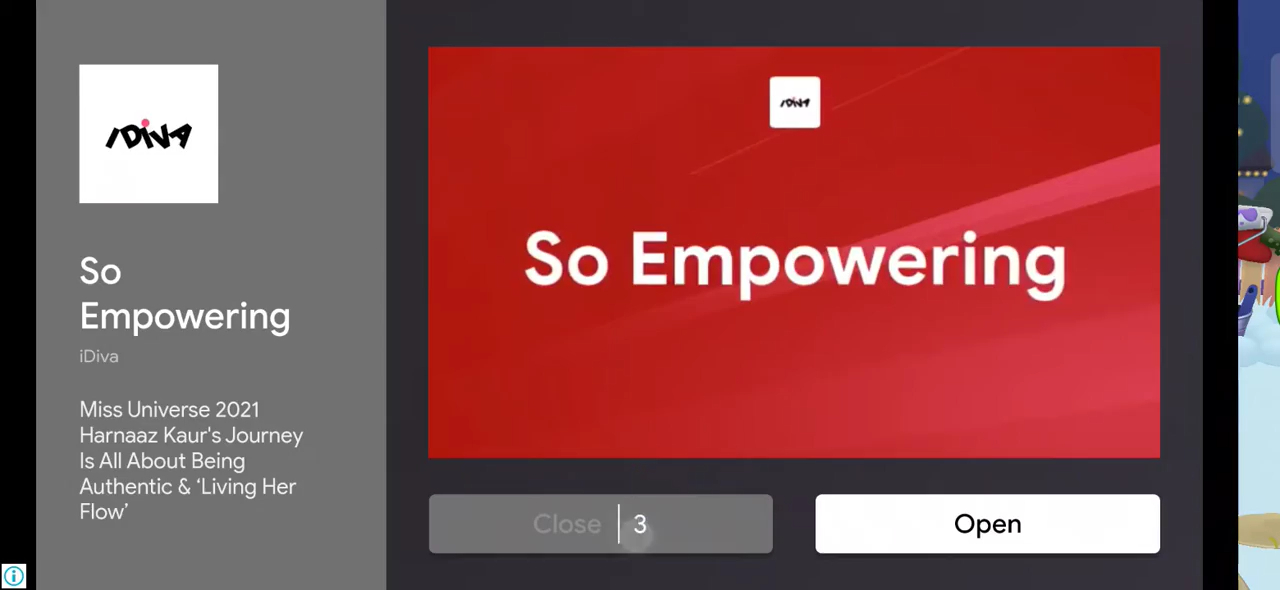 iDiVA
So
Empowering
iDiva
Miss Universe 2021
Harnaaz Kaur's Journey
Is All About Being
Authentic & ‘Living Her
Flow’
iDiVA
So Empowering
Close | 3
Open